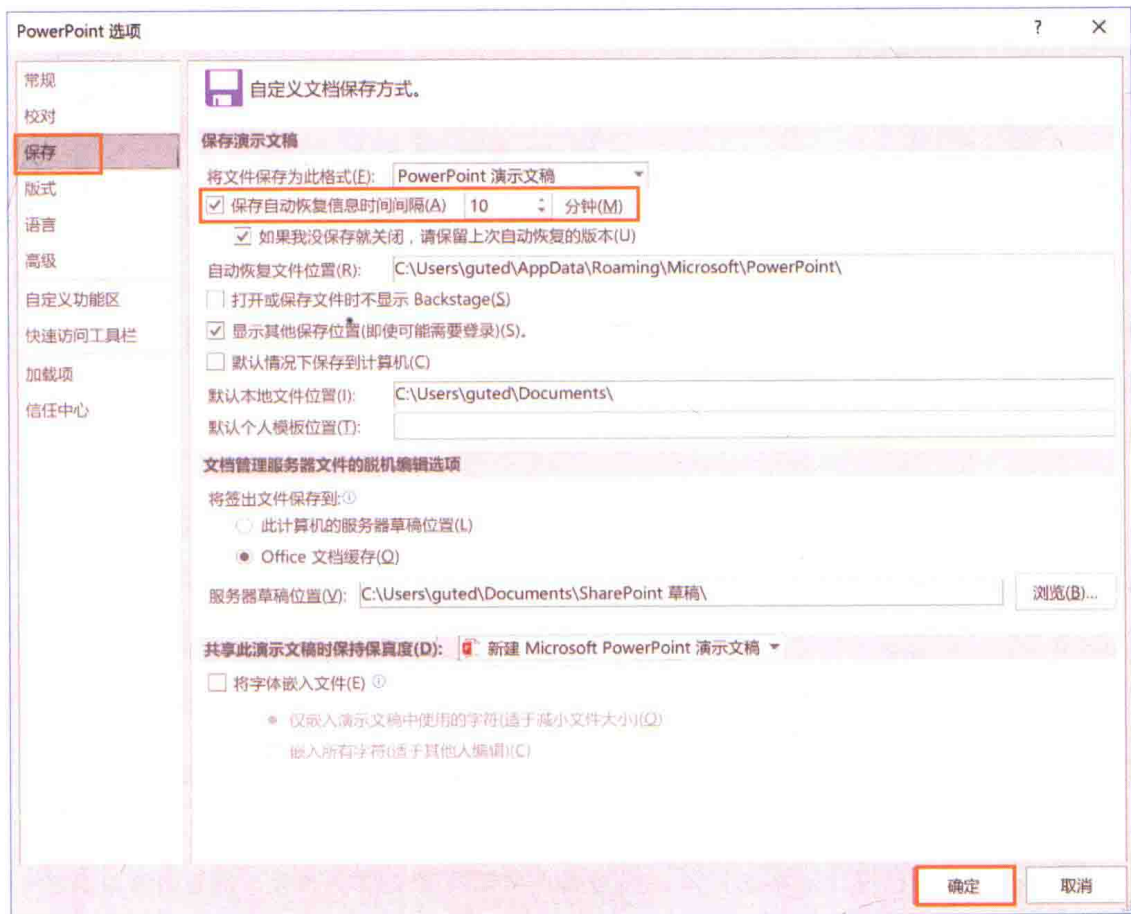 PowerPoint 选项 ? ×
常规
校对
保存
版式
语言
高级
自定义功能区
快速访问工具栏
加载项
信任中心
自定义文档保存方式。
保存演示文稿
将文件保存为此格式(F): PowerPoint 演示文稿
保存自动恢复信息时间间隔(A) 10 分钟(M)
如果我没保存就关闭，请保留上次自动恢复的版本(U)
自动恢复文件位置(R): C:\Users\guted\AppData\Roaming\Microsoft\PowerPoint\
打开或保存文件时不显示 Backstage(S)
显示其他保存位置(即使可能需要登录)(S)。
默认情况下保存到计算机(C)
默认本地文件位置(I): C:\Users\guted\Documents\
默认个人模板位置(T):
文档管理服务器文件的脱机编辑选项
将签出文件保存到:
此计算机的服务器草稿位置(L)
Office 文档缓存(O)
服务器草稿位置(V): C:\Users\guted\Documents\SharePoint 草稿\ 浏览(B)...
共享此演示文稿时保持保真度(D): 新建 Microsoft PowerPoint 演示文稿
将字体嵌入文件(E)
仅嵌入演示文稿中使用的字符(适于减小文件大小)(O)
嵌入所有字符(适于其他人编辑)(C)
确定 取消